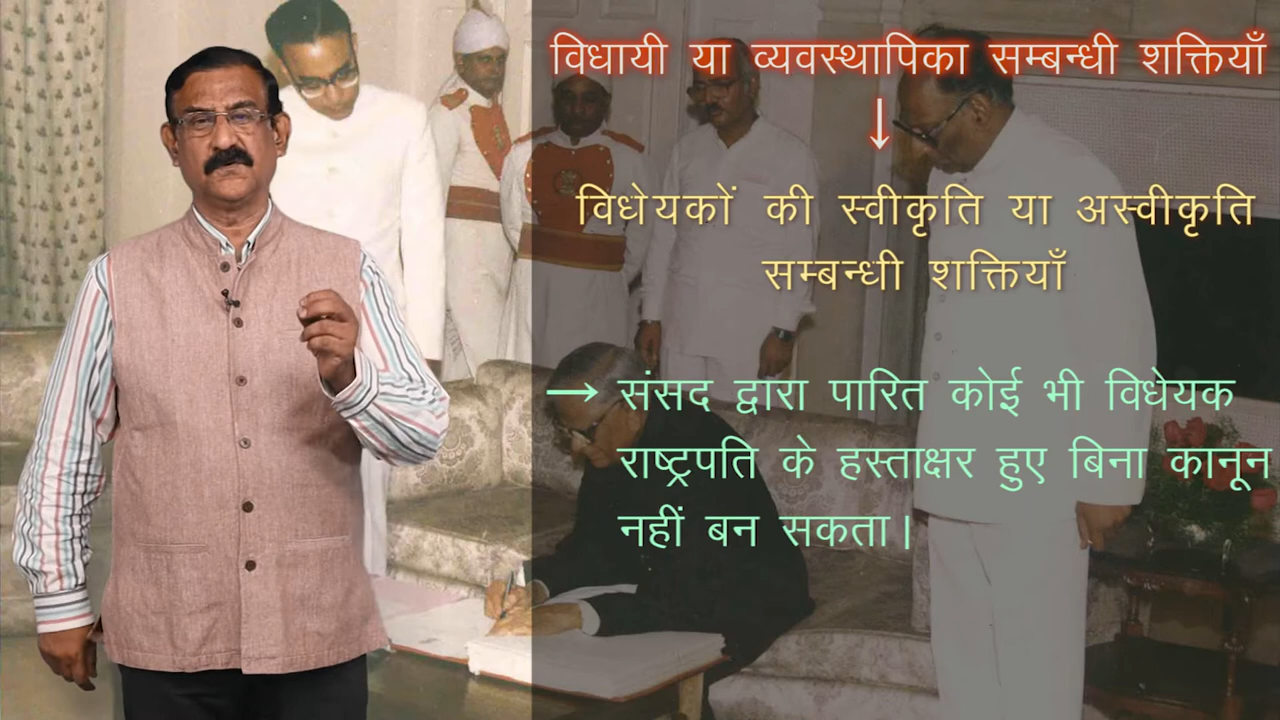 विधायी या व्यवस्थापिका सम्बन्धी शक्तियाँ
↓
विधेयकों की स्वीकृति या अस्वीकृति
सम्बन्धी शक्तियाँ
→ संसद द्वारा पारित कोई भी विधेयक
राष्ट्रपति के हस्ताक्षर हुए बिना कानून
नहीं बन सकता।